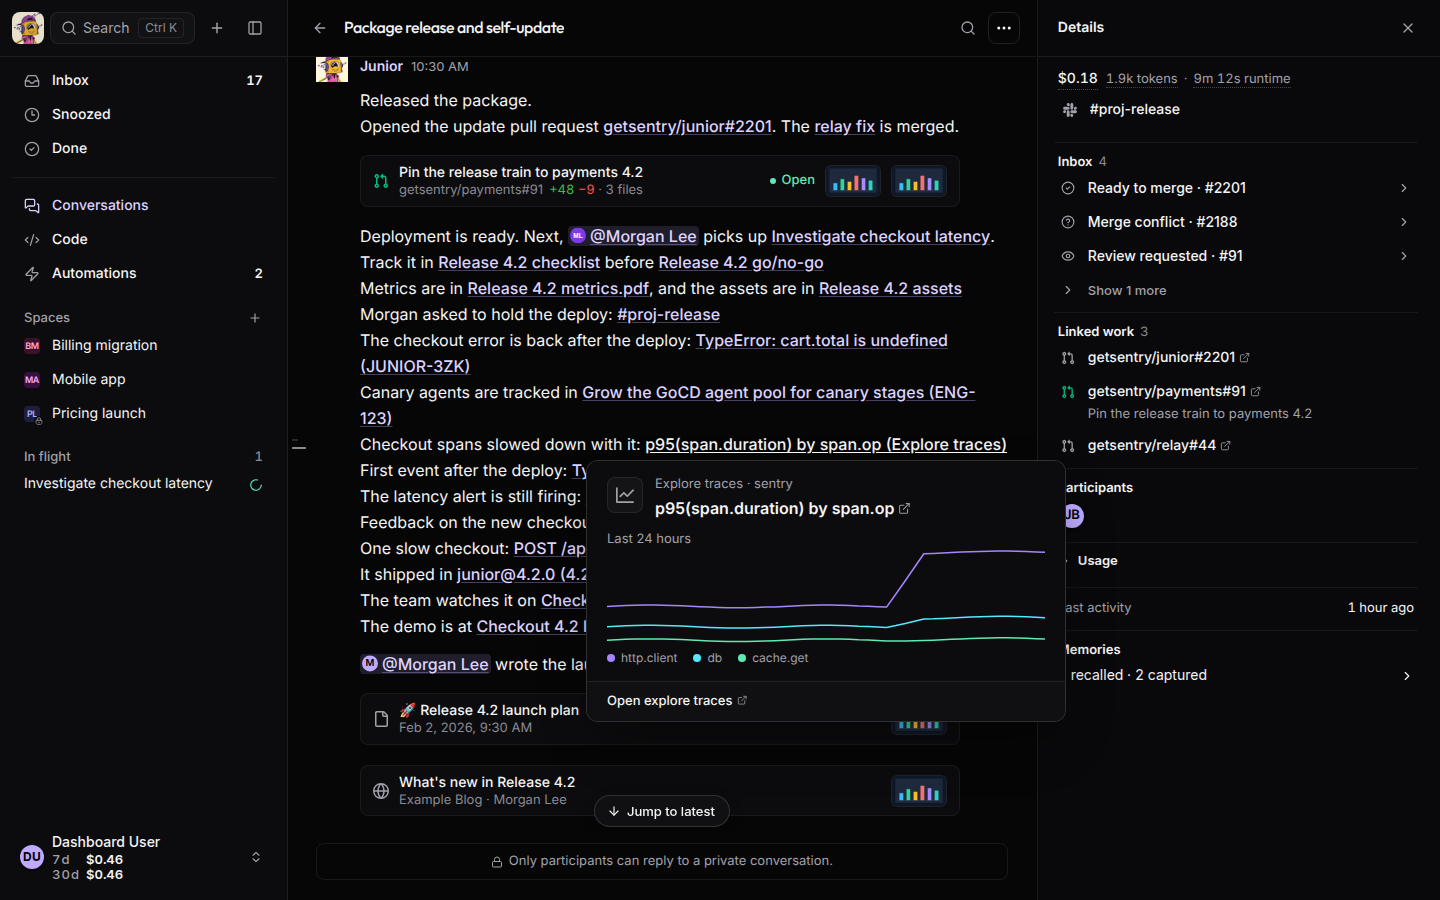 Search Ctrl K
Inbox 17
Snoozed
Done
Conversations
Code
Automations 2
Spaces
BM Billing migration
MA Mobile app
PL Pricing launch
In flight 1
Investigate checkout latency
DU Dashboard User
7d $0.46
30d $0.46
Package release and self-update
Junior 10:30 AM
Released the package.
Opened the update pull request getsentry/junior#2201. The relay fix is merged.
Pin the release train to payments 4.2
getsentry/payments#91 +48 −9 · 3 files
Open
Deployment is ready. Next, ML @Morgan Lee picks up Investigate checkout latency.
Track it in Release 4.2 checklist before Release 4.2 go/no-go
Metrics are in Release 4.2 metrics.pdf, and the assets are in Release 4.2 assets
Morgan asked to hold the deploy: #proj-release
The checkout error is back after the deploy: TypeError: cart.total is undefined
(JUNIOR-3ZK)
Canary agents are tracked in Grow the GoCD agent pool for canary stages (ENG-
123)
Checkout spans slowed down with it: p95(span.duration) by span.op (Explore traces)
First event after the deploy:
The latency alert is still firing:
Feedback on the new
One slow checkout: POST
It shipped in junior@4.2.0
The team watches it on
The demo is at Checkout 4.2
M @Morgan Lee wrote the
Explore traces · sentry
p95(span.duration) by span.op
Last 24 hours
http.client db cache.get
Open explore traces
🚀 Release 4.2 launch plan
Feb 2, 2026, 9:30 AM
What's new in Release 4.2
Example Blog · Morgan Lee
Jump to latest
Only participants can reply to a private conversation.
Details
$0.18 1.9k tokens · 9m 12s runtime
#proj-release
Inbox 4
Ready to merge · #2201
Merge conflict · #2188
Review requested · #91
Show 1 more
Linked work 3
getsentry/junior#2201
getsentry/payments#91
Pin the release train to payments 4.2
getsentry/relay#44
articipants
JB
Usage
ast activity 1 hour ago
Memories
recalled · 2 captured